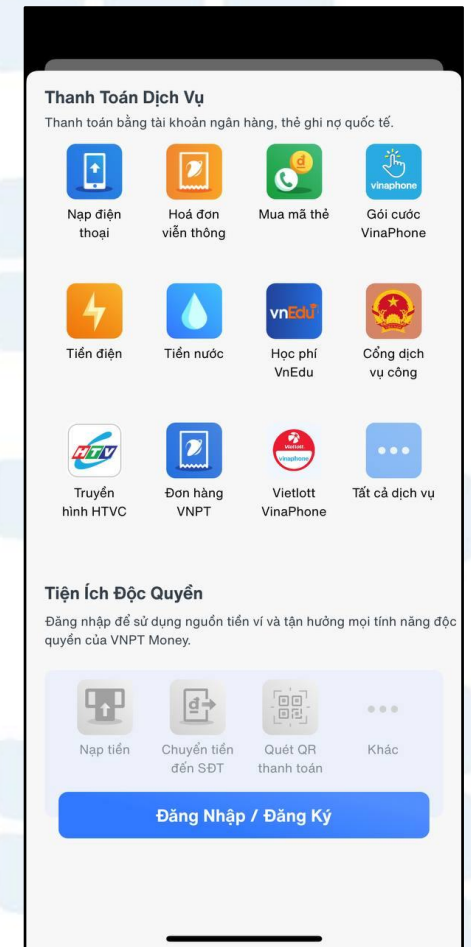 Thanh Toán Dịch Vụ
Thanh toán bằng tài khoản ngân hàng, thẻ ghi nợ quốc tế.
đ
vinaphone
Nạp điện
thoại
Hoá đơn
viễn thông
Mua mã thẻ
Gói cước
VinaPhone
vnEdu
Tiền điện
Tiền nước
Học phí
VnEdu
Cổng dịch
vụ công
HTV
Vietlott
vinaphone
Truyền
hình HTVC
Đơn hàng
VNPT
Vietlott
VinaPhone
Tất cả dịch vụ
Tiện Ích Độc Quyền
Đăng nhập để sử dụng nguồn tiền ví và tận hưởng mọi tính năng độc
quyền của VNPT Money.
đ
Nạp tiền
Chuyển tiền
đến SĐT
Quét QR
thanh toán
Khác
Đăng Nhập / Đăng Ký